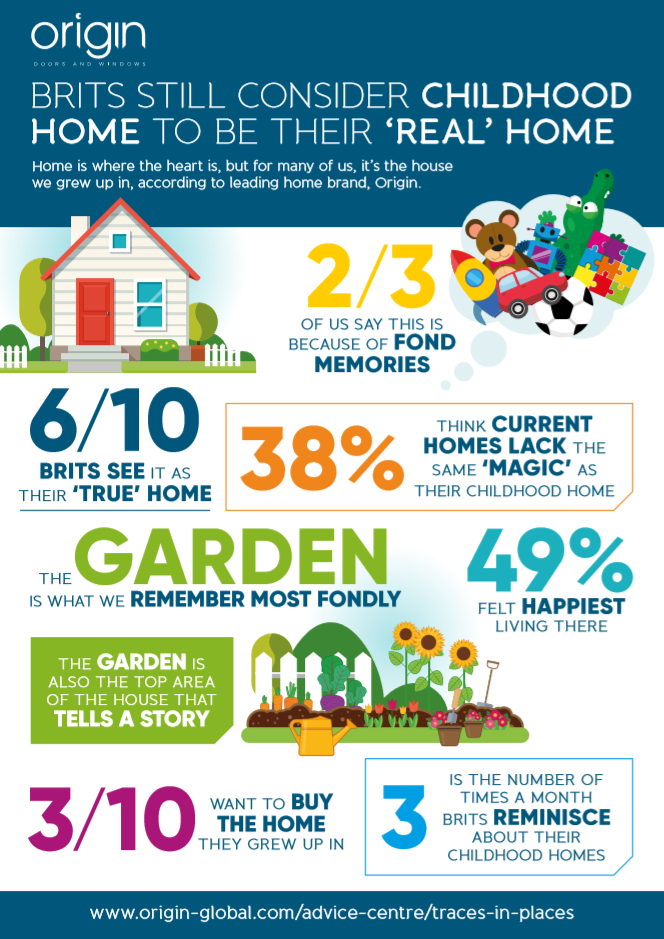 origin
DOORS AND WINDOWS
BRITS STILL CONSIDER CHILDHOOD
HOME TO BE THEIR ‘REAL’ HOME
Home is where the heart is, but for many of us, it’s the house
we grew up in, according to leading home brand, Origin.
2/3
OF US SAY THIS IS
BECAUSE OF FOND
MEMORIES
6/10
BRITS SEE IT AS
THEIR ‘TRUE’ HOME
38%
THINK CURRENT
HOMES LACK THE
SAME ‘MAGIC’ AS
THEIR CHILDHOOD HOME
THE GARDEN
IS WHAT WE REMEMBER MOST FONDLY
49%
FELT HAPPIEST
LIVING THERE
THE GARDEN IS
ALSO THE TOP AREA
OF THE HOUSE THAT
TELLS A STORY
3/10
WANT TO BUY
THE HOME
THEY GREW UP IN
3
IS THE NUMBER OF
TIMES A MONTH
BRITS REMINISCE
ABOUT THEIR
CHILDHOOD HOMES
www.origin-global.com/advice-centre/traces-in-places